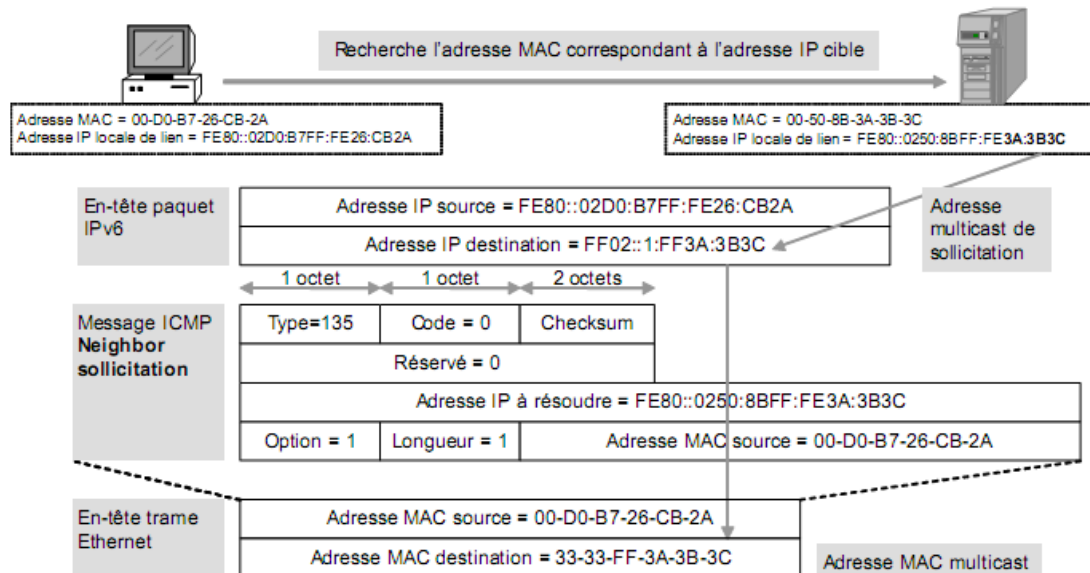 Recherche l'adresse MAC correspondant à l'adresse IP cible
Adresse MAC = 00-D0-B7-26-CB-2A
Adresse IP locale de lien = FE80::02D0:B7FF:FE26:CB2A
Adresse MAC = 00-50-8B-3A-3B-3C
Adresse IP locale de lien = FE80::0250:8BFF:FE3A:3B3C
En-tête paquet
IPv6
Adresse IP source = FE80::02D0:B7FF:FE26:CB2A
Adresse IP destination = FF02::1:FF3A:3B3C
Adresse
multicast de
sollicitation
1 octet
1 octet
2 octets
Message ICMP
Neighbor
sollicitation
Type=135
Code = 0
Checksum
Réservé = 0
Adresse IP à résoudre = FE80::0250:8BFF:FE3A:3B3C
Option = 1
Longueur = 1
Adresse MAC source = 00-D0-B7-26-CB-2A
En-tête trame
Ethernet
Adresse MAC source = 00-D0-B7-26-CB-2A
Adresse MAC destination = 33-33-FF-3A-3B-3C
Adresse MAC multicast